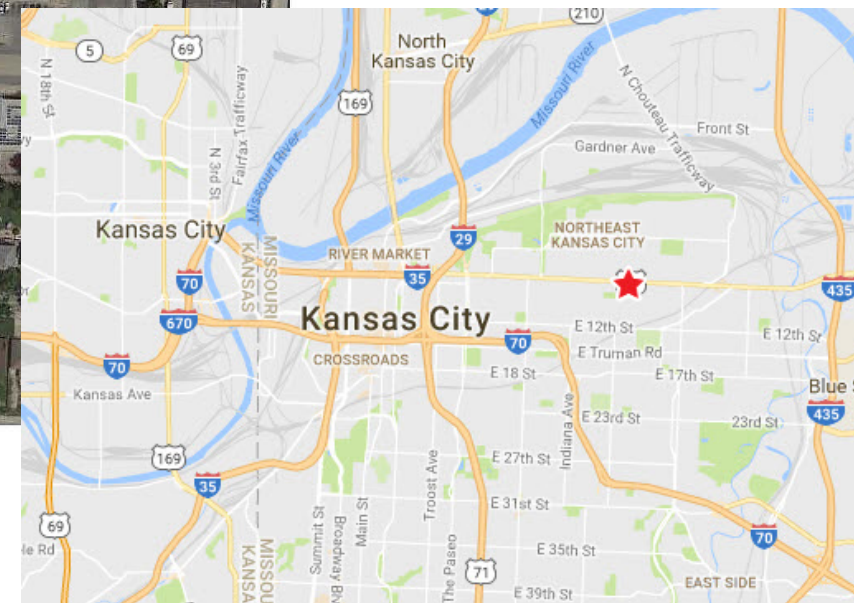 210
5
69
North
Kansas City
N 18th St
Fairfax Trafficway
169
Missouri River
N Chouteau Trafficway
Front St
Gardner Ave
N 3rd St
Missouri River
Kansas City
NORTHEAST
KANSAS CITY
29
RIVER MARKET
MISSOURI
KANSAS
70
35
435
670
Kansas City
E 12th St
E 12th St
70
E Truman Rd
CROSSROADS
70
E 18 St
E 17th St
Kansas Ave
Blue
435
Indiana Ave
E 23rd St
23rd St
169
Troost Ave
E 27th St
35
Main St
E 31st St
Summit St
Broadway
69
70
E 35th St
MISSOU
KANSA
The Paseo
71
EAST SIDE
E 39th St